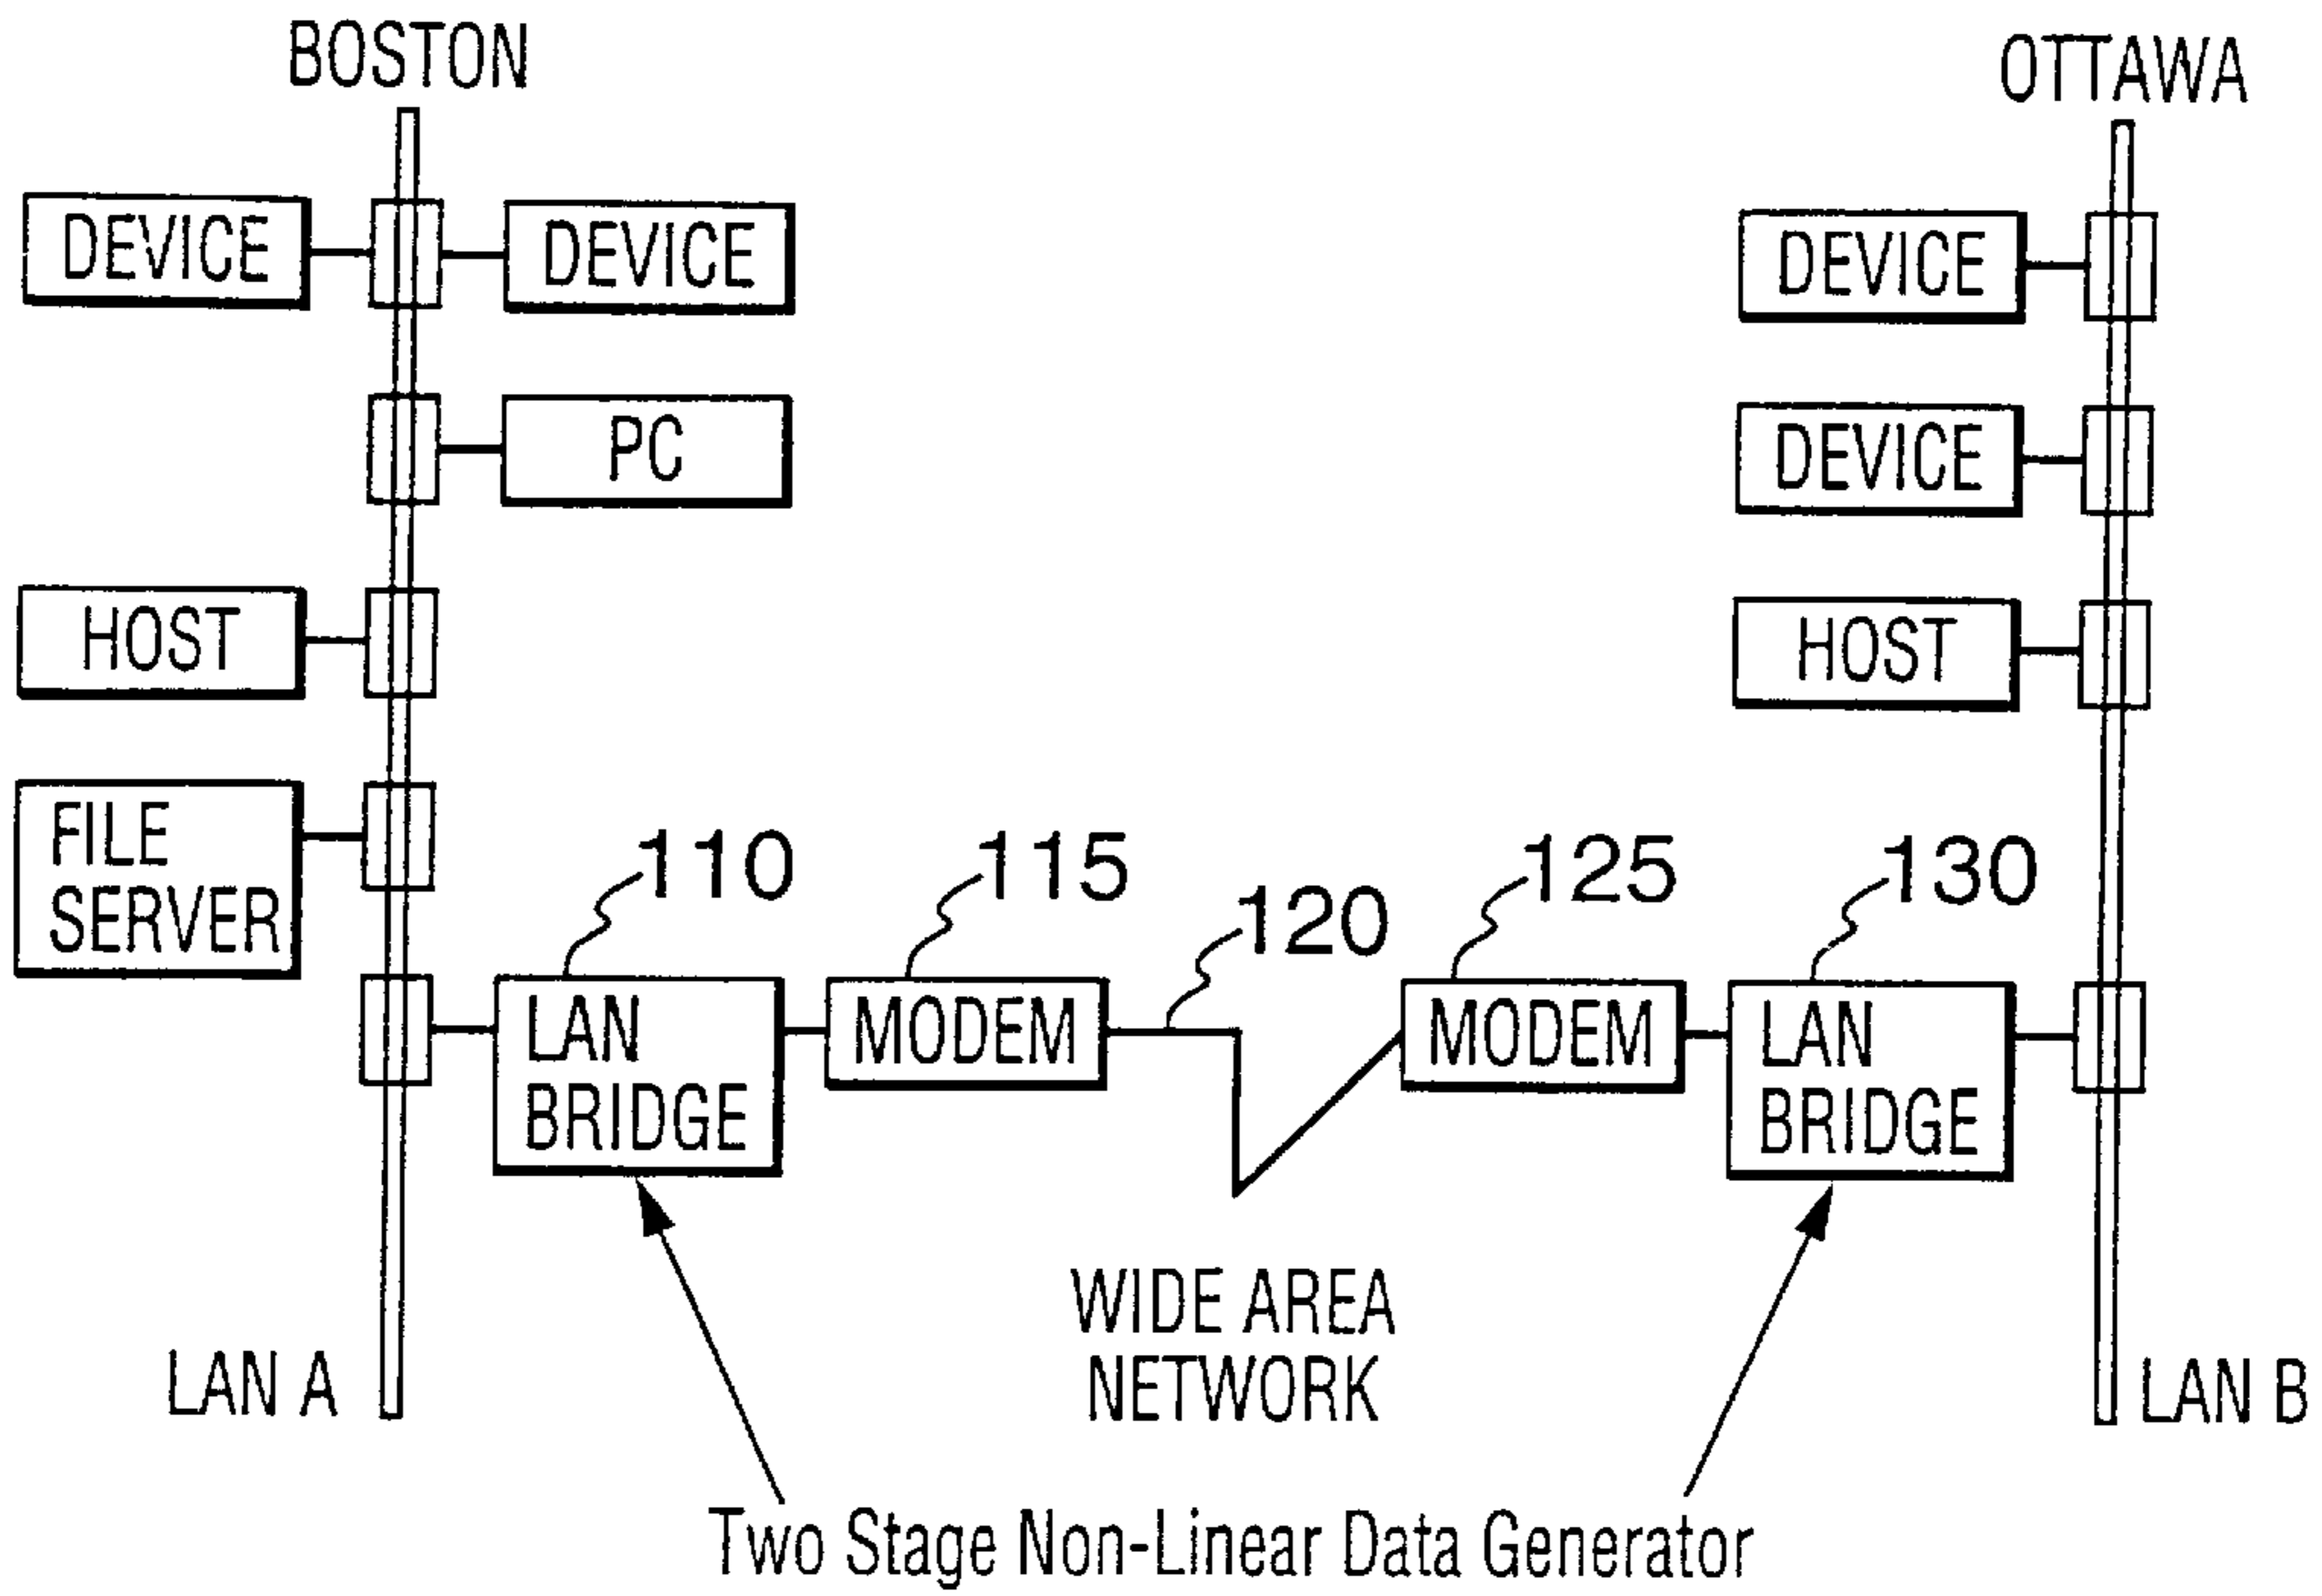 BOSTON
OTTAWA
DEVICE
DEVICE
DEVICE
PC
DEVICE
HOST
HOST
FILE
SERVER
110
115
120
125
130
LAN
BRIDGE
MODEM
MODEM
LAN
BRIDGE
WIDE AREA
NETWORK
LAN A
LAN B
Two Stage Non-Linear Data Generator